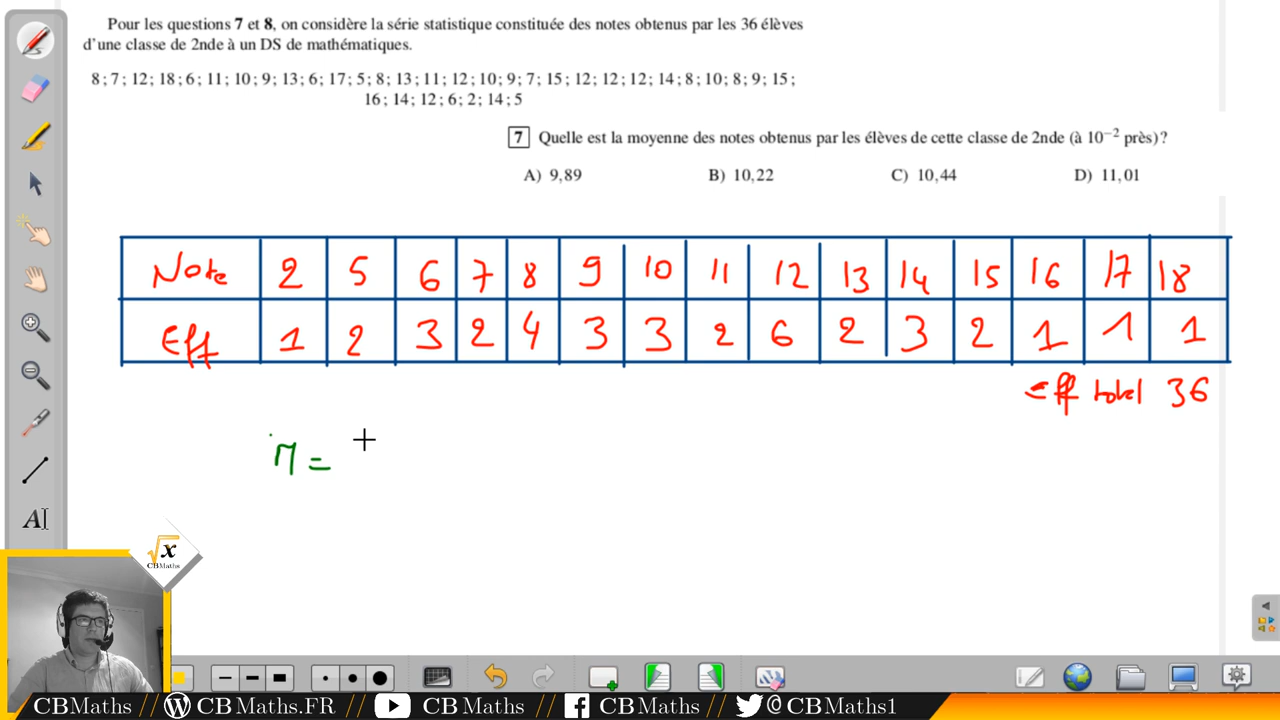 Pour les questions 7 et 8, on considère la série statistique constituée des notes obtenus par les 36 élèves
d'une classe de 2nde à un DS de mathématiques.
8 ; 7 ; 12 ; 18 ; 6 ; 11 ; 10 ; 9 ; 13 ; 6 ; 17 ; 5 ; 8 ; 13 ; 11 ; 12 ; 10 ; 9 ; 7 ; 15 ; 12 ; 12 ; 12 ; 14 ; 8 ; 10 ; 8 ; 9 ; 15 ;
16 ; 14 ; 12 ; 6 ; 2 ; 14 ; 5
7 Quelle est la moyenne des notes obtenus par les élèves de cette classe de 2nde (à 10⁻² près) ?
A) 9,89 B) 10,22 C) 10,44 D) 11,01
Note 2 5 6 7 8 9 10 11 12 13 14 15 16 17 18
Eff 1 2 3 2 4 3 3 2 6 2 3 2 1 1 1
Eff total 36
M =
AI
√x
CBMaths
CBMaths // CBMaths.FR / CBMaths / CBMaths / @CBMaths1